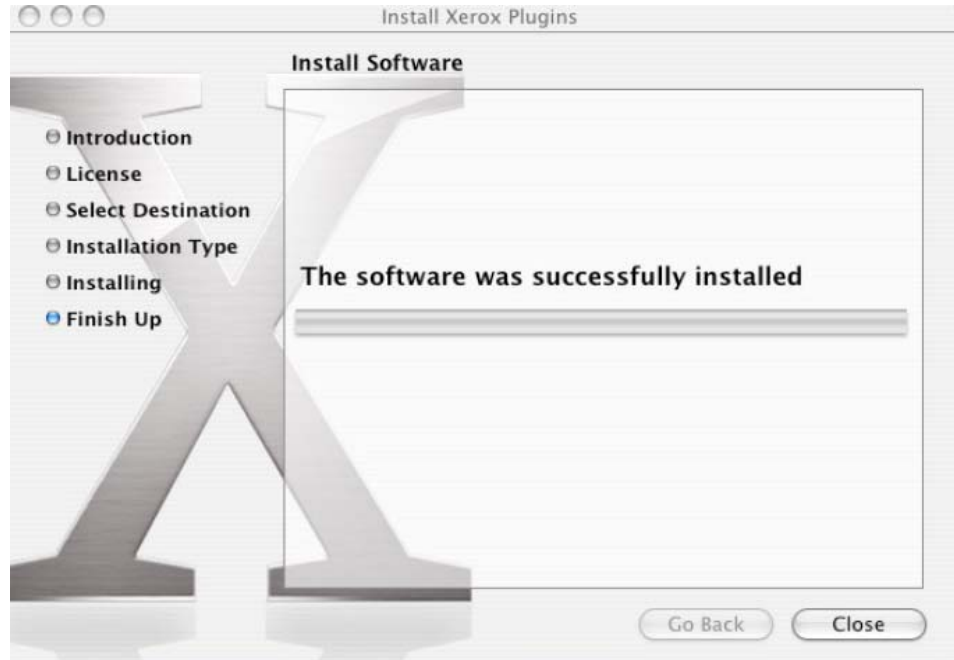 Install Xerox Plugins
Install Software
Introduction
License
Select Destination
Installation Type
Installing
Finish Up
The software was successfully installed
Go Back
Close